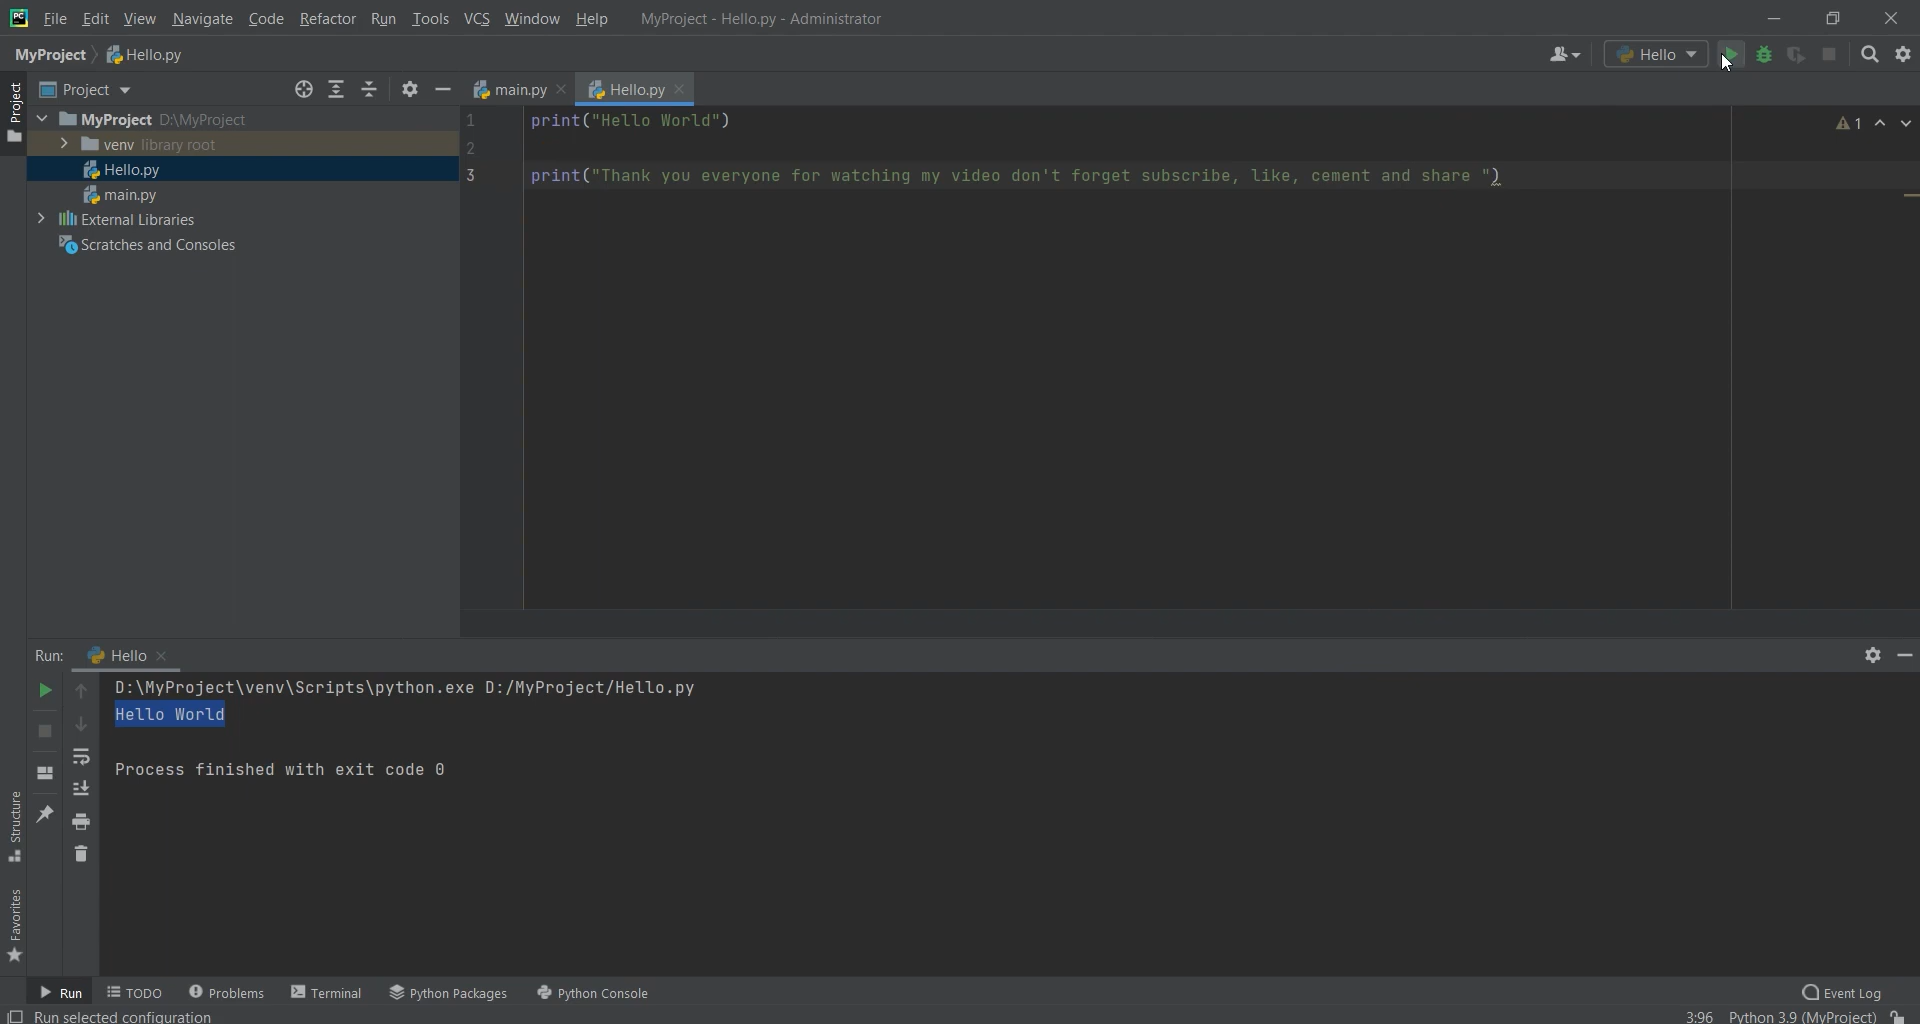 PC File Edit View Navigate Code Refactor Run Tools VCS Window Help MyProject - Hello.py - Administrator
MyProject Hello.py Hello
Project
Project
main.py
Hello.py
MyProject D:\MyProject
venv library root
Hello.py
main.py
External Libraries
Scratches and Consoles
1 print("Hello World")
2
3 print("Thank you everyone for watching my video don't forget subscribe, like, cement and share ")
1
Run: Hello
D:\MyProject\venv\Scripts\python.exe D:/MyProject/Hello.py
Hello World
Process finished with exit code 0
Structure
Favorites
Run TODO Problems Terminal Python Packages Python Console Event Log
Run selected configuration 3:96 Python 3.9 (MyProject)